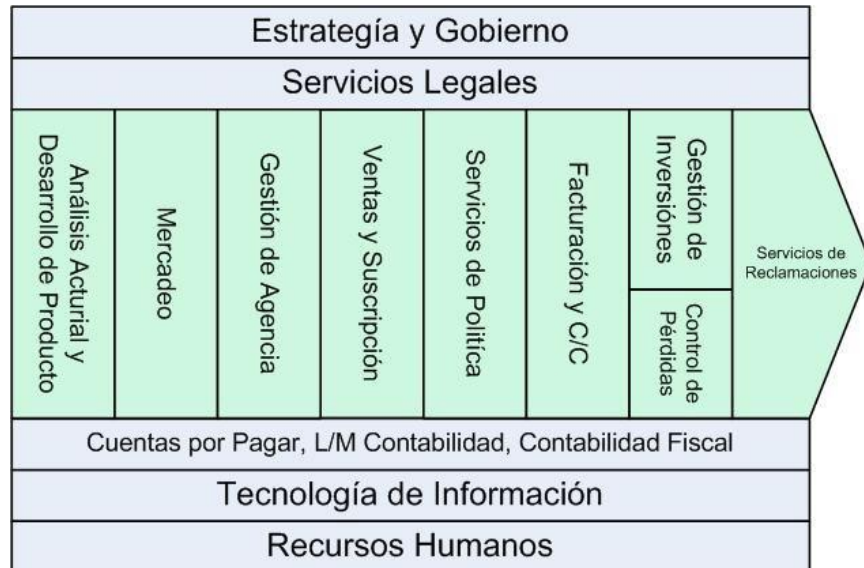 Estrategía y Gobierno
Servicios Legales
Análisis Acturial y
Desarrollo de Producto
Mercadeo
Gestión de Agencia
Ventas y Suscripción
Servicios de Politíca
Facturación y C/C
Gestión de
Inversiónes
Control de
Pérdidas
Servicios de
Reclamaciones
Cuentas por Pagar, L/M Contabilidad, Contabilidad Fiscal
Tecnología de Información
Recursos Humanos